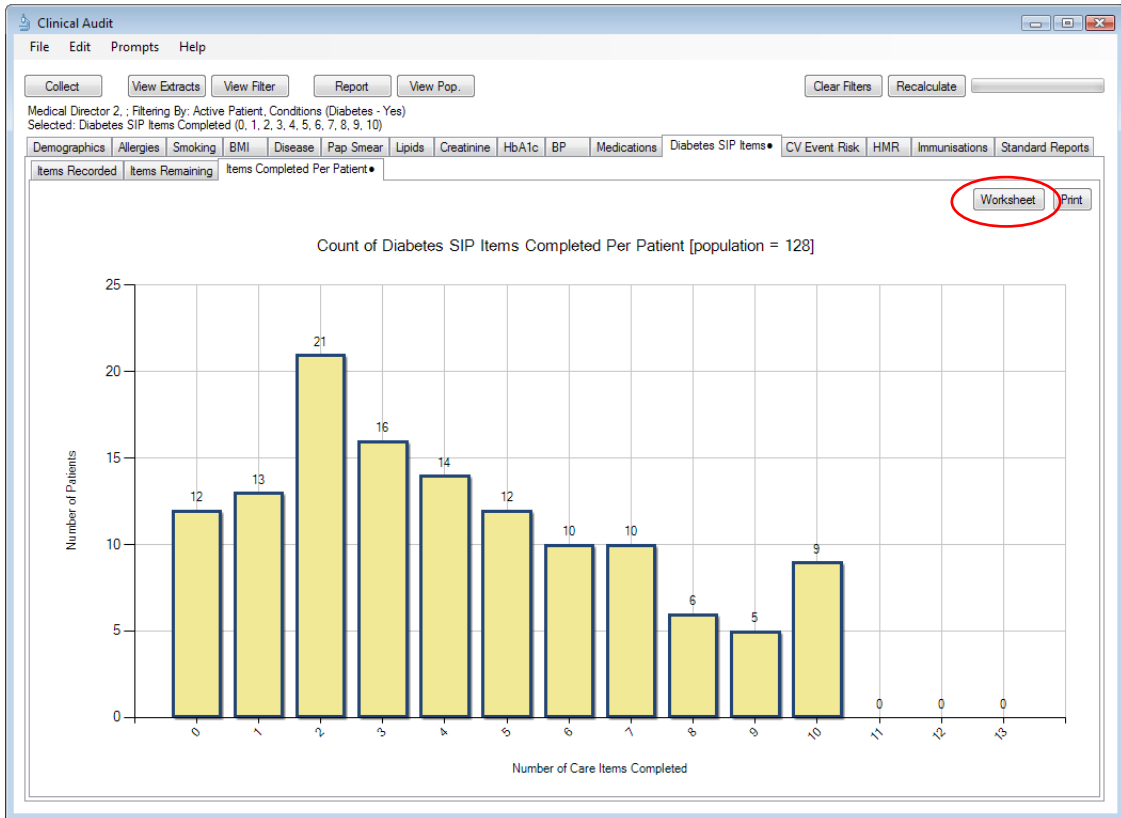 Clinical Audit
File Edit Prompts Help
Collect View Extracts View Filter Report View Pop. Clear Filters Recalculate
Medical Director 2, ; Filtering By: Active Patient, Conditions (Diabetes - Yes)
Selected: Diabetes SIP Items Completed (0, 1, 2, 3, 4, 5, 6, 7, 8, 9, 10)
Demographics Allergies Smoking BMI Disease Pap Smear Lipids Creatinine HbA1c BP Medications Diabetes SIP Items• CV Event Risk HMR Immunisations Standard Reports
Items Recorded Items Remaining Items Completed Per Patient•
Worksheet Print
Count of Diabetes SIP Items Completed Per Patient [population = 128]
25
21
20
16
15
14
13
12 12
Number of Patients
10 10
10
9
6
5
5
0 0 0
0
0 1 2 3 4 5 6 7 8 9 10 11 12 13
Number of Care Items Completed